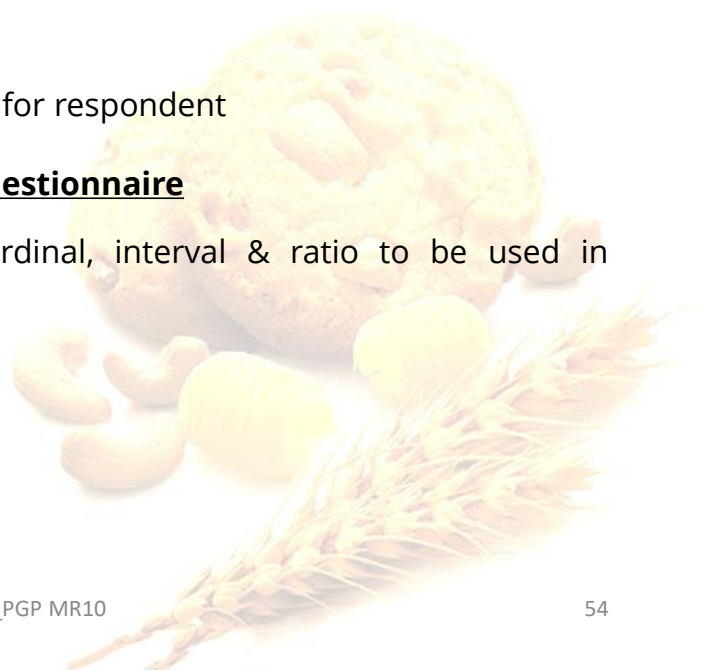 for respondent
estionnaire
rdinal, interval & ratio to be used in
PGP MR10
54